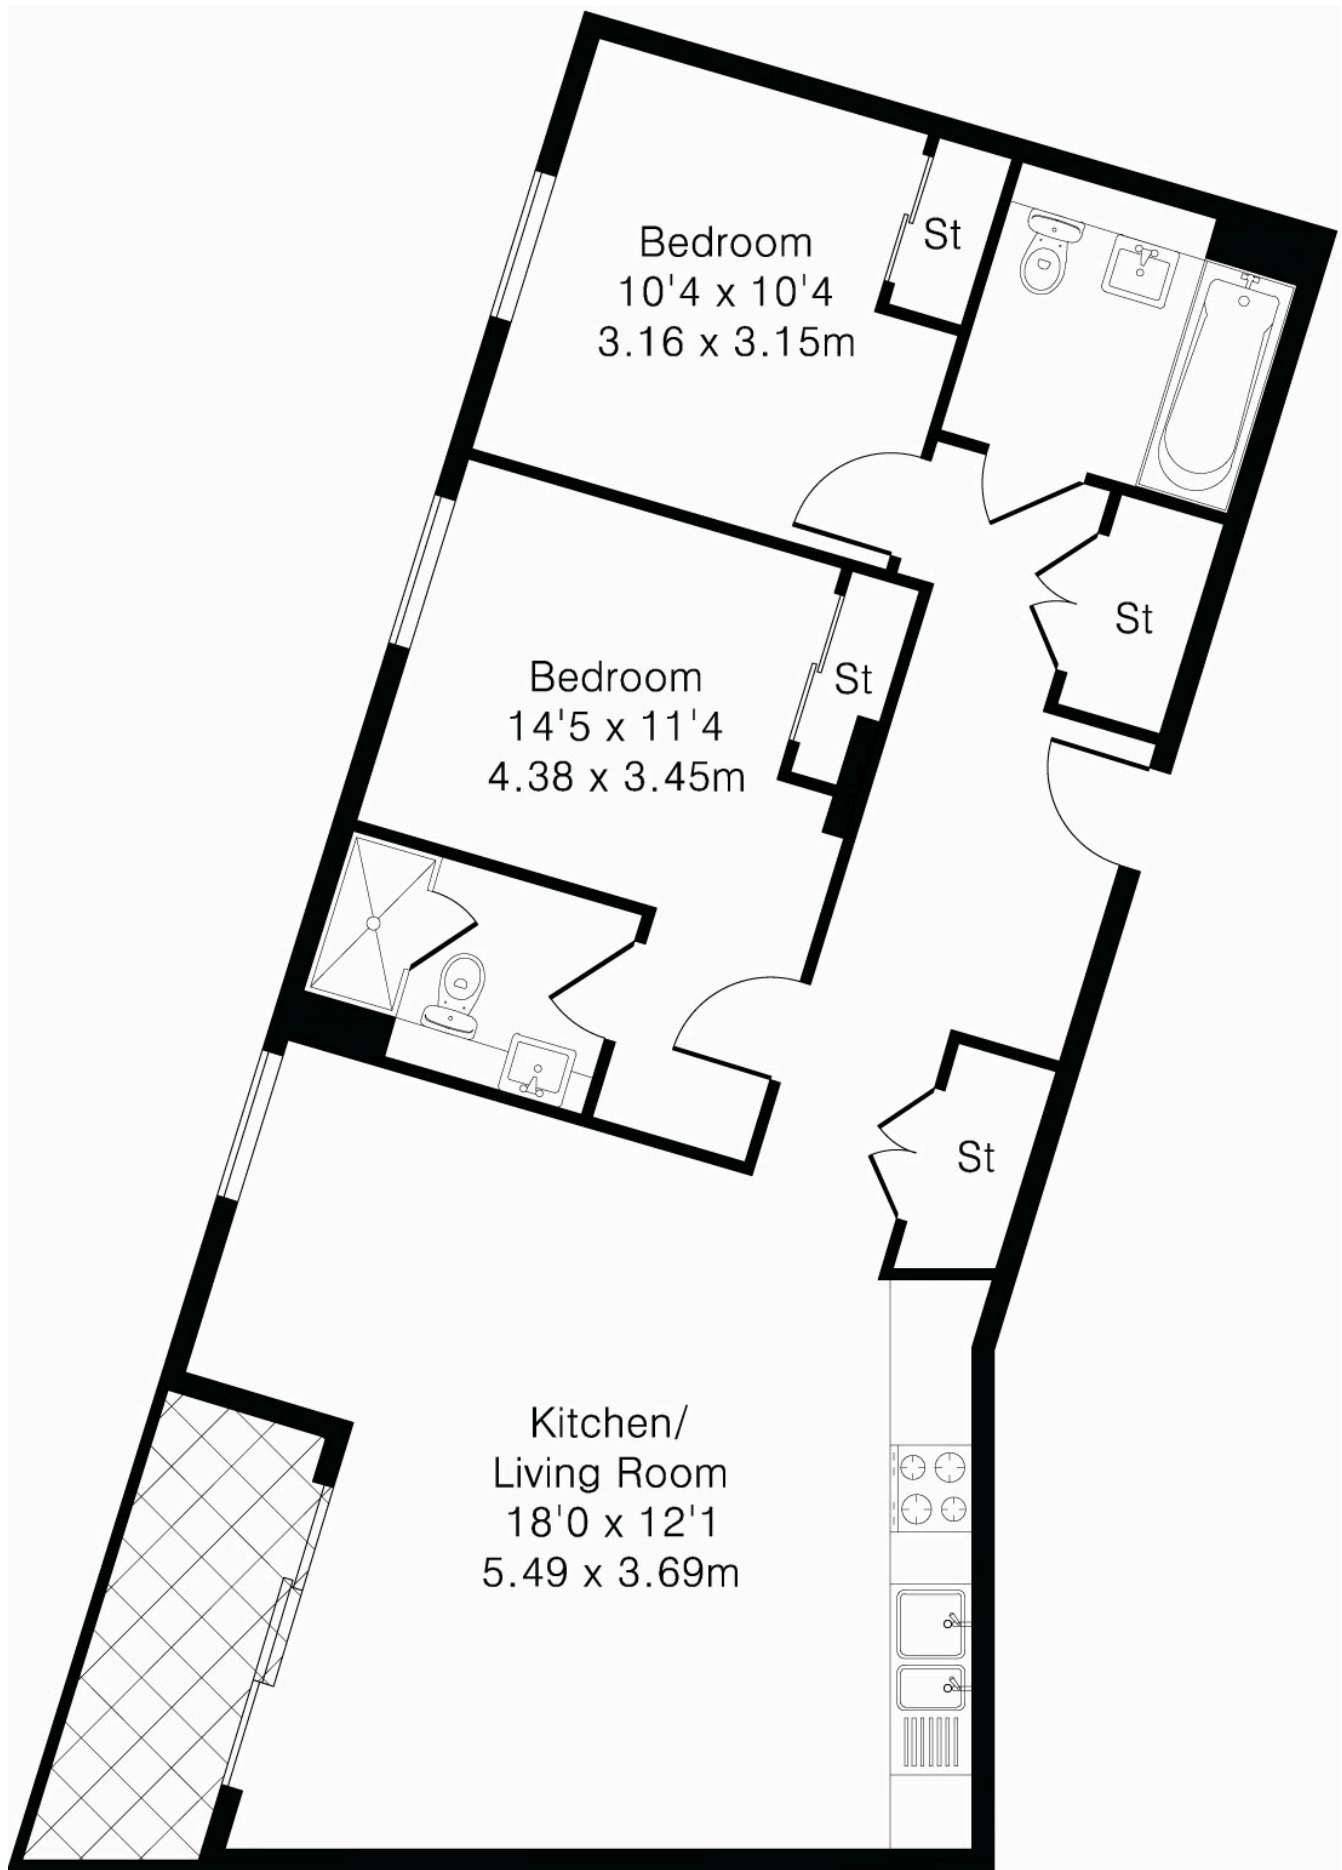 Bedroom
10'4 x 10'4
3.16 x 3.15m
St
St
Bedroom
14'5 x 11'4
4.38 x 3.45m
St
St
Kitchen/
Living Room
18'0 x 12'1
5.49 x 3.69m